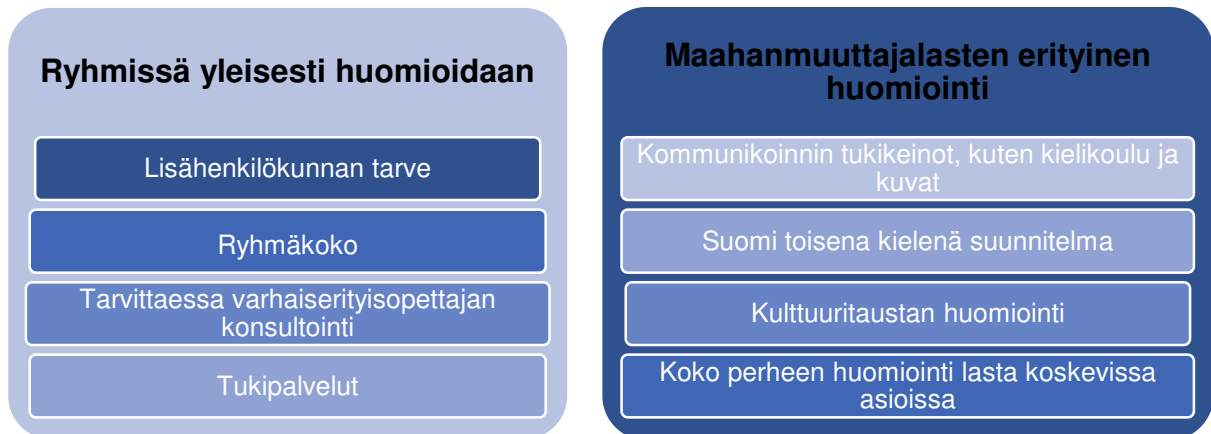 Ryhmissä yleisesti huomioidaan
Lisähenkilökunnan tarve
Ryhmäkoko
Tarvittaessa varhaiserityisopettajan
konsultointi
Tukipalvelut
Maahanmuuttajalasten erityinen
huomiointi
Kommunikoinnin tukikeinot, kuten kielikoulu ja
kuvat
Suomi toisena kielenä suunnitelma
Kulttuuritaustan huomiointi
Koko perheen huomiointi lasta koskevissa
asioissa